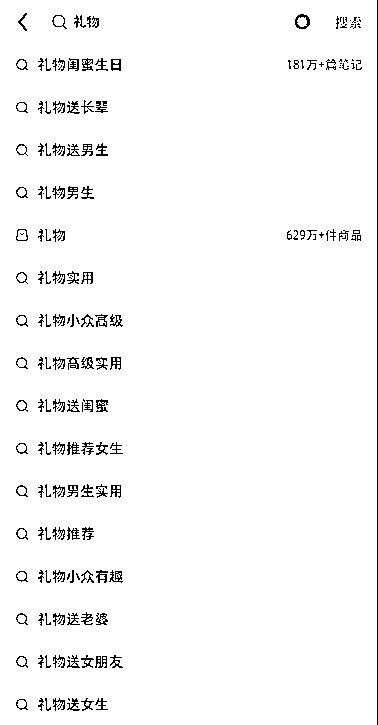 礼物 搜索
礼物闺蜜生日 181万+篇笔记
礼物送长辈
礼物送男生
礼物男生
礼物 629万+件商品
礼物实用
礼物小众高级
礼物高级实用
礼物送闺蜜
礼物推荐女生
礼物男生实用
礼物推荐
礼物小众有趣
礼物送老婆
礼物送女朋友
礼物送女生